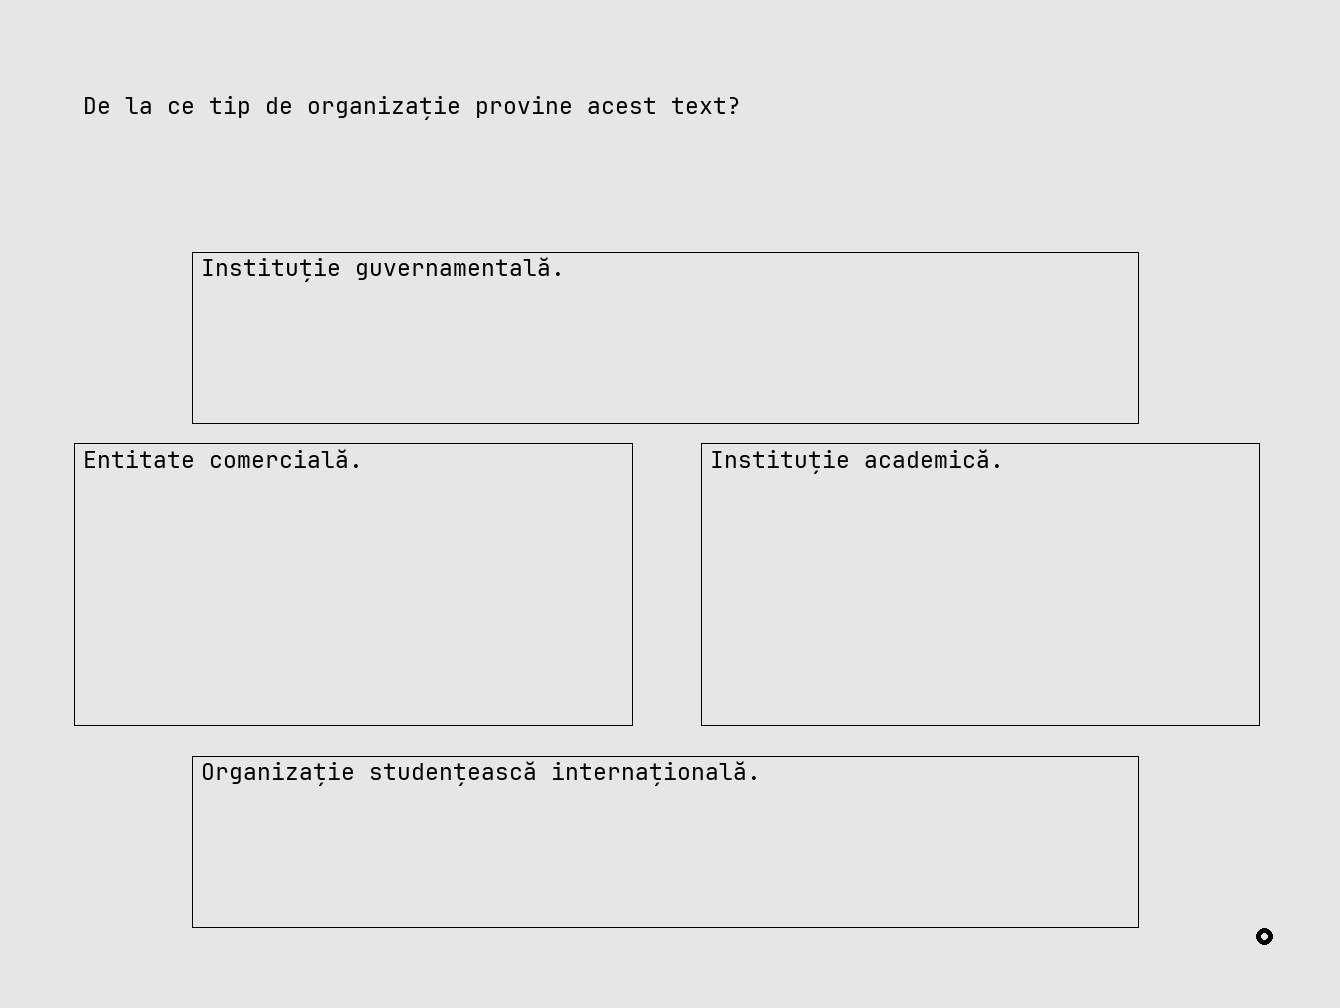 De la ce tip de organizație provine acest text?
Instituție guvernamentală.
Entitate comercială.
Instituție academică.
Organizație studențească internațională.